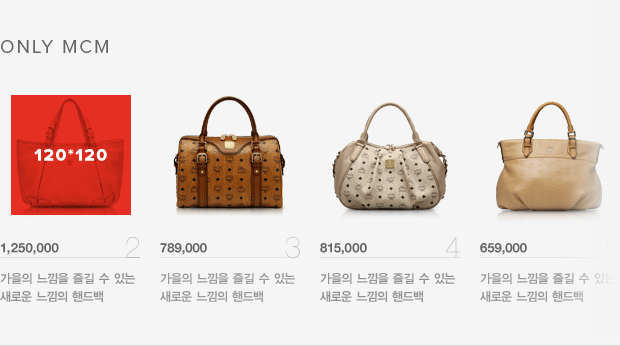 ONLY MCM
120*120
1,250,000 2
가을의 느낌을 즐길 수 있는
새로운 느낌의 핸드백
789,000 3
가을의 느낌을 즐길 수 있는
새로운 느낌의 핸드백
815,000 4
가을의 느낌을 즐길 수 있는
새로운 느낌의 핸드백
659,000
가을의 느낌을 즐길 수 있는
새로운 느낌의 핸드백